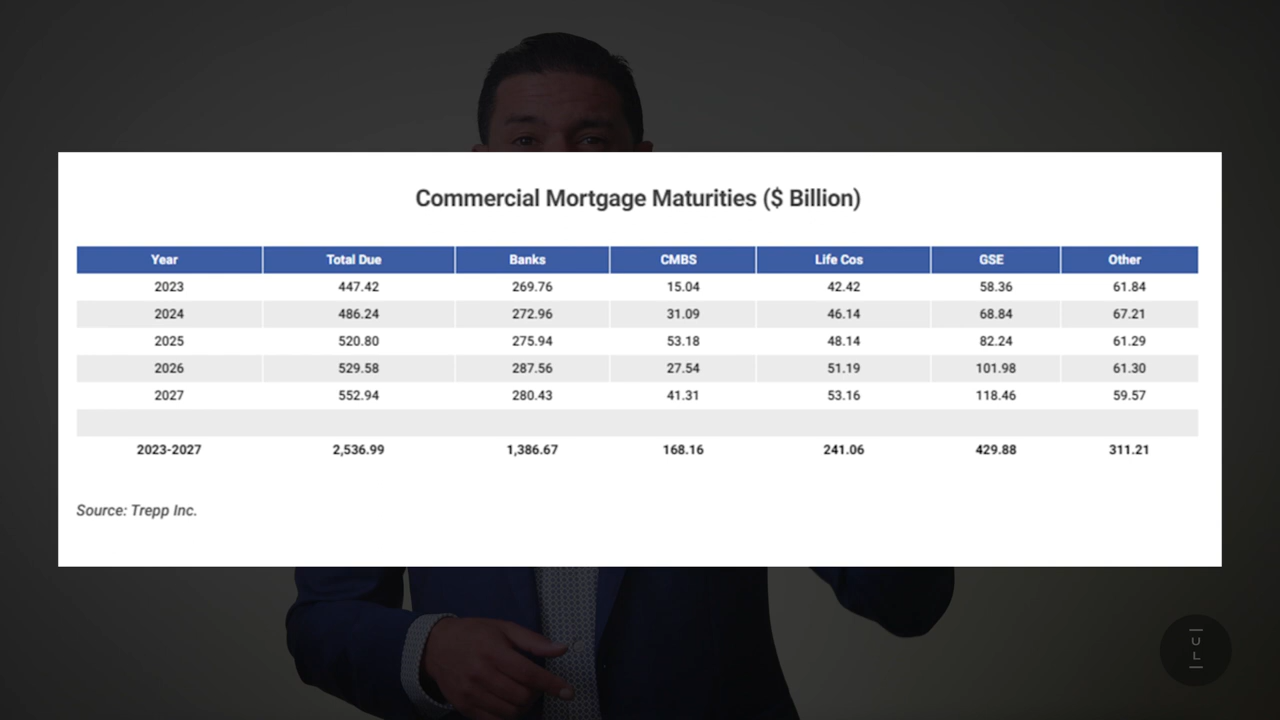 Commercial Mortgage Maturities ($ Billion)
Year Total Due Banks CMBS Life Cos GSE Other
2023 447.42 269.76 15.04 42.42 58.36 61.84
2024 486.24 272.96 31.09 46.14 68.84 67.21
2025 520.80 275.94 53.18 48.14 82.24 61.29
2026 529.58 287.56 27.54 51.19 101.98 61.30
2027 552.94 280.43 41.31 53.16 118.46 59.57
2023-2027 2,536.99 1,386.67 168.16 241.06 429.88 311.21
Source: Trepp Inc.
U
L